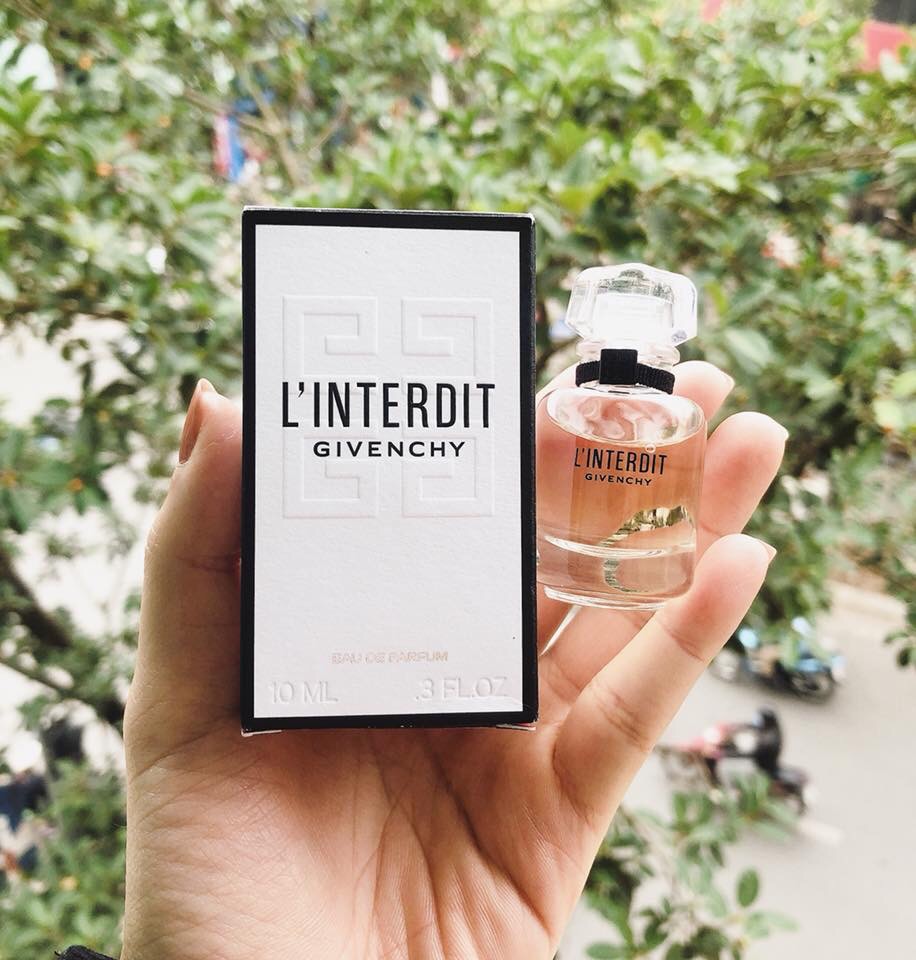 L'INTERDIT
GIVENCHY
EAU DE PARFUM
10 ML .3 FL.OZ
L'INTERDIT
GIVENCHY